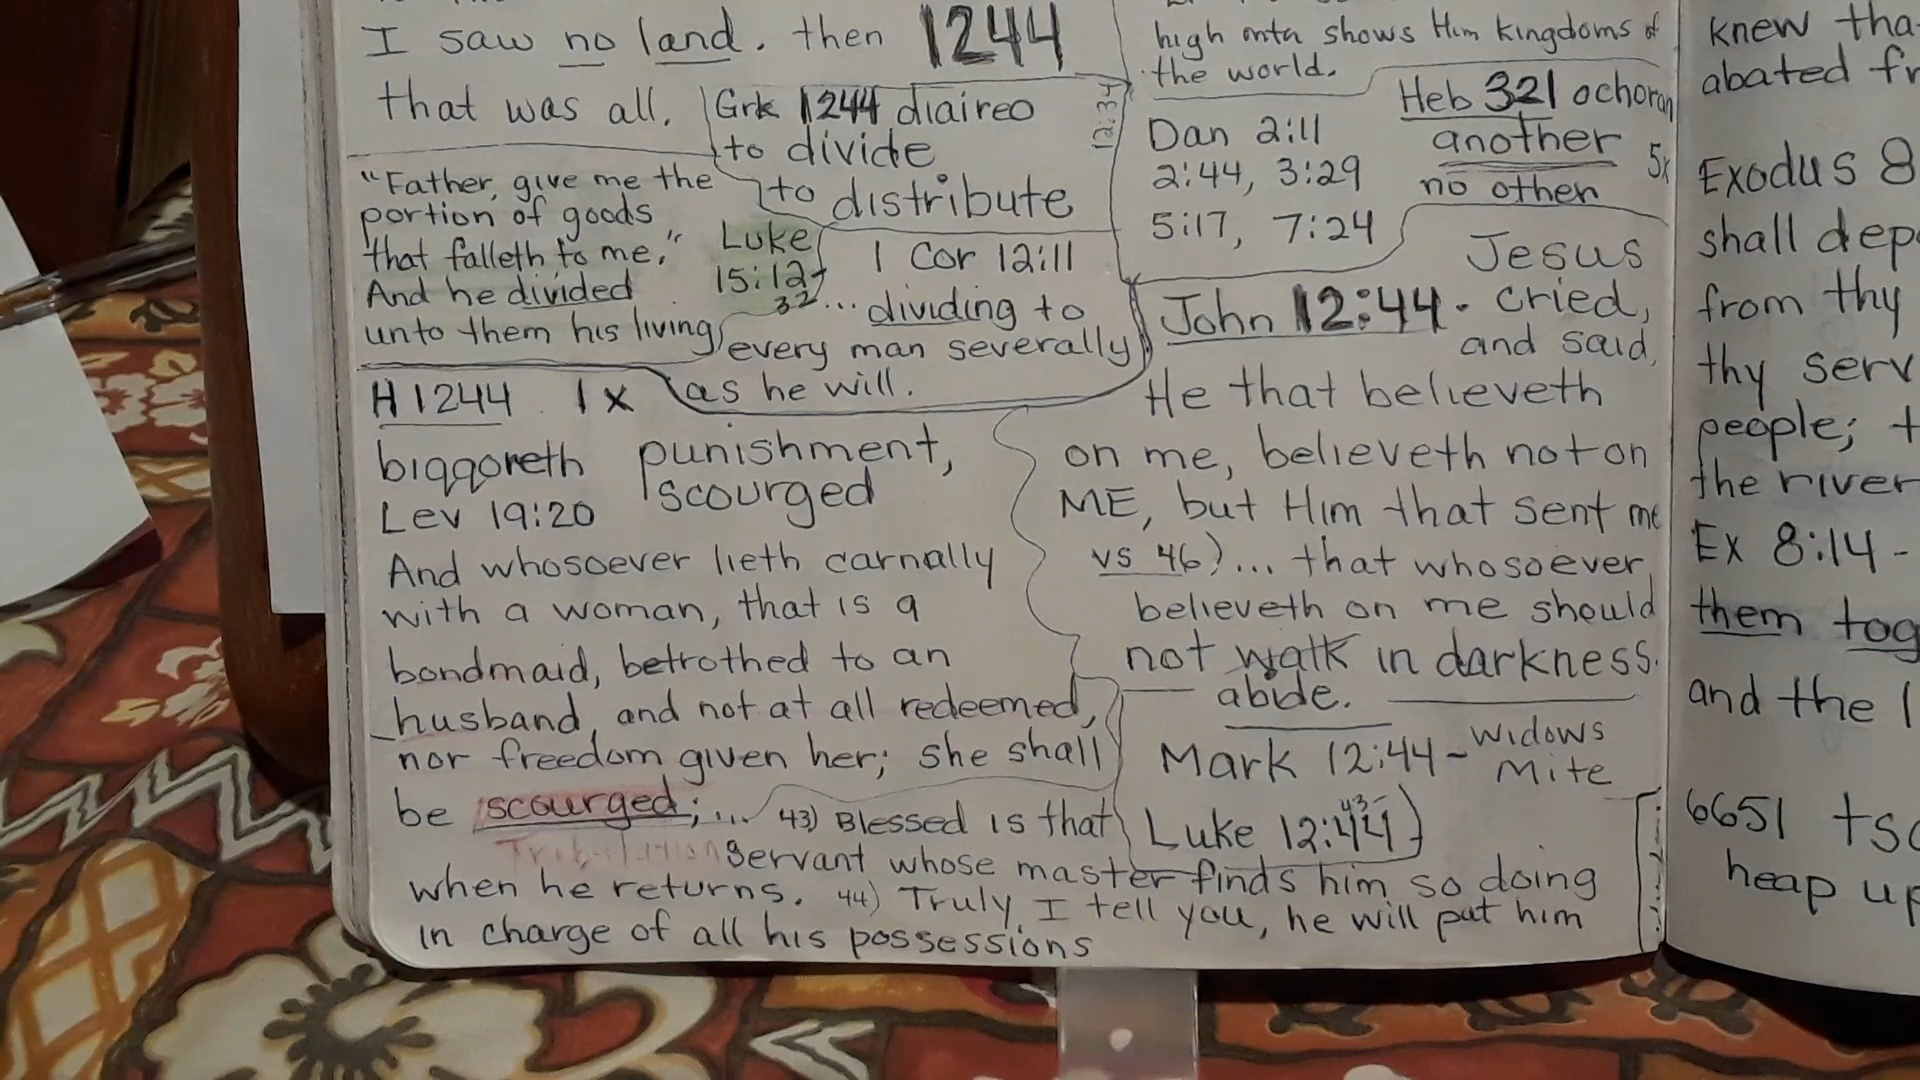 I saw no land. then 1244
that was all.
Grk 1244 diaireo
to divide
to distribute
12:34
"Father, give me the
portion of goods
that falleth to me."
And he divided
unto them his living
Luke
15:12-
32
1 Cor 12:11
... dividing to
every man severally
as he will.
H1244 1x
biqqoreth punishment,
scourged
Lev 19:20
And whosoever lieth carnally
with a woman, that is a
bondmaid, betrothed to an
husband, and not at all redeemed,
nor freedom given her; she shall
be scourged; ...
Tribulation
high mtn shows Him kingdoms of
the world.
Heb 321 ochoran
another
no other
5x
Dan 2:11
2:44, 3:29
5:17, 7:24
John 12:44. Jesus
cried,
and said,
He that believeth
on me, believeth not on
ME, but Him that sent me
vs 46)... that whosoever
believeth on me should
not walk in darkness.
abide.
Mark 12:44 - Widows
Mite
Luke 12:43-44)
43) Blessed is that
servant whose master finds him so doing
when he returns. 44) Truly, I tell you, he will put him
in charge of all his possessions
knew tha
abated fr
Exodus 8
shall depa
from thy
thy serv
people; t
the river
Ex 8:14 -
them tog
and the l
6651 tso
heap up